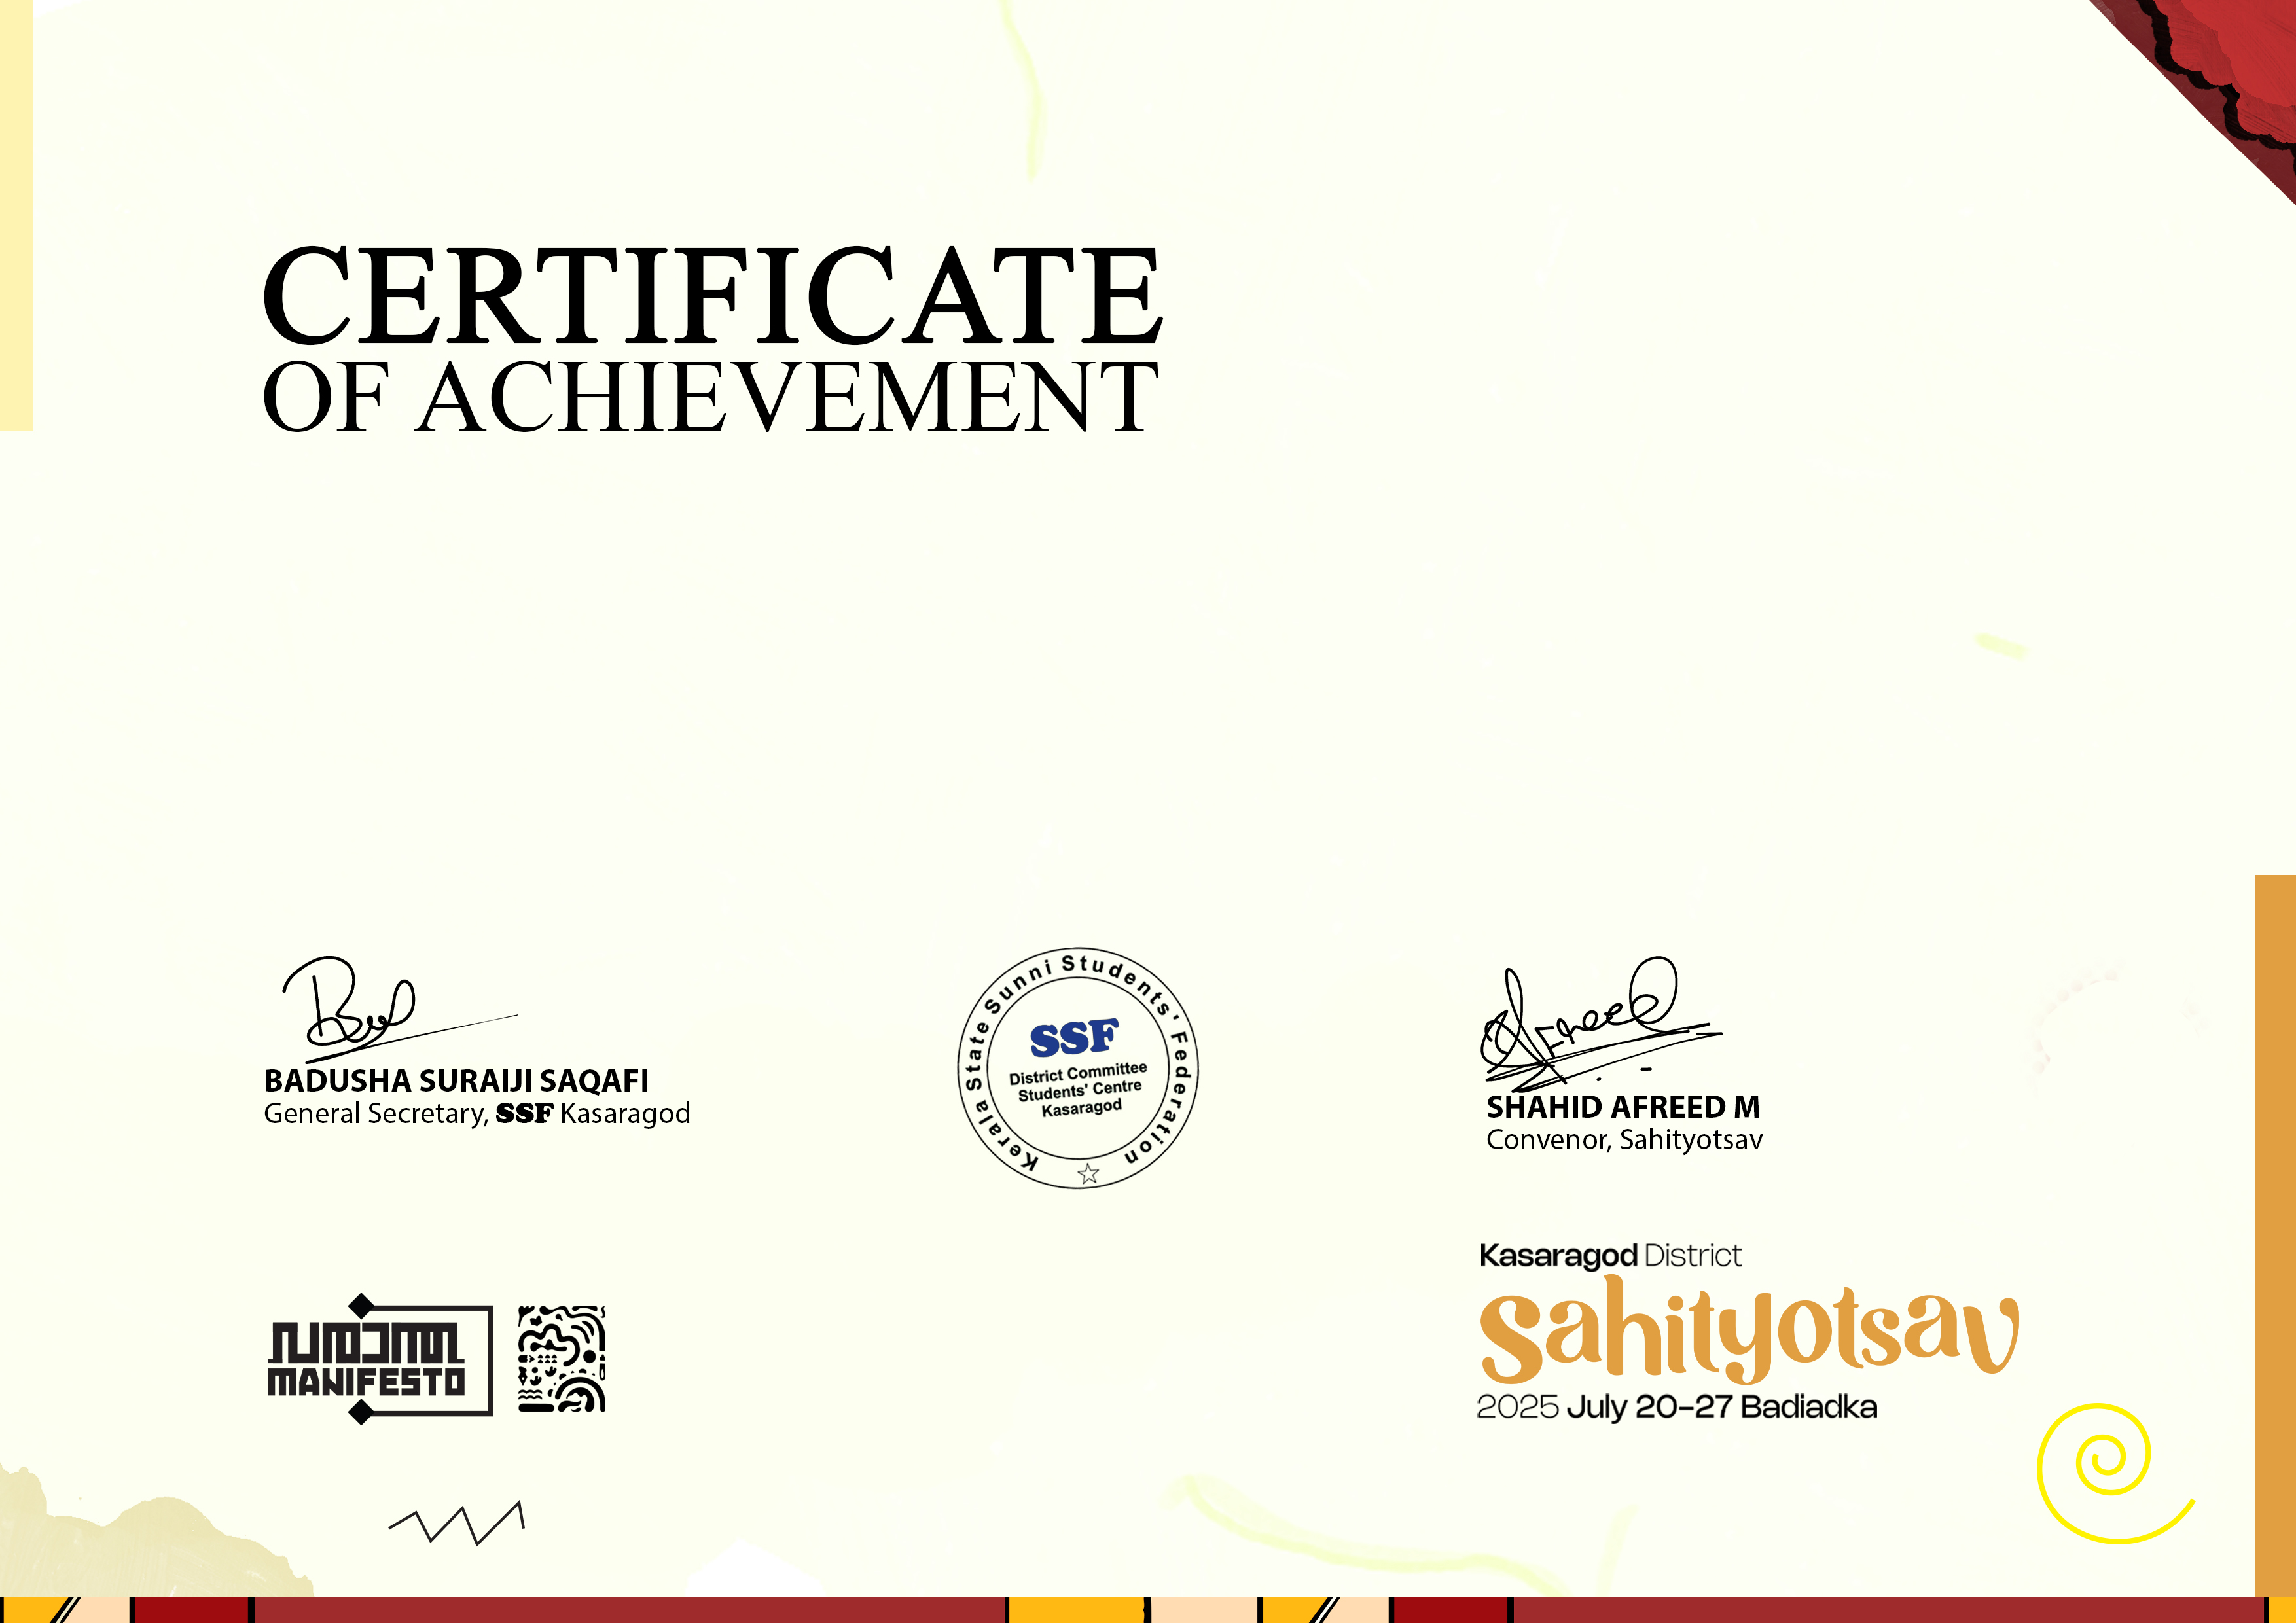 CERTIFICATE
OF ACHIEVEMENT
BADUSHA SURAIJI SAQAFI
General Secretary, SSF Kasaragod
Kerala State Sunni Students' Federation
SSF
District Committee
Students' Centre
Kasaragod
Afreed
SHAHID AFREED M
Convenor, Sahityotsav
MANIFESTO
Kasaragod District
Sahityotsav
2025 July 20-27 Badiadka